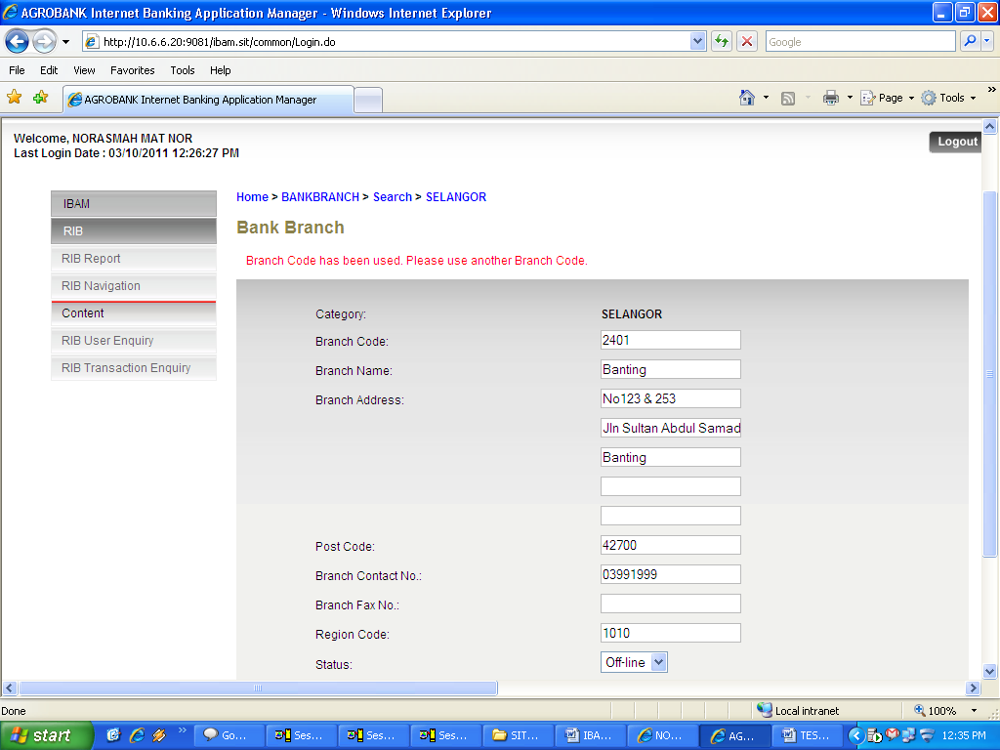 AGROBANK Internet Banking Application Manager - Windows Internet Explorer
http://10.6.6.20:9081/ibam.sit/common/Login.do
Google
File Edit View Favorites Tools Help
AGROBANK Internet Banking Application Manager
Page Tools »
Welcome, NORASMAH MAT NOR
Last Login Date : 03/10/2011 12:26:27 PM
Logout
IBAM
RIB
RIB Report
RIB Navigation
Content
RIB User Enquiry
RIB Transaction Enquiry
Home > BANKBRANCH > Search > SELANGOR
Bank Branch
Branch Code has been used. Please use another Branch Code.
Category: SELANGOR
Branch Code: 2401
Branch Name: Banting
Branch Address: No123 & 253
Jln Sultan Abdul Samad
Banting
Post Code: 42700
Branch Contact No.: 03991999
Branch Fax No.:
Region Code: 1010
Status: Off-line
Done Local intranet 100%
start » Go... Ses... Ses... Ses... SIT... IBA... NO... AG... TES... 12:35 PM